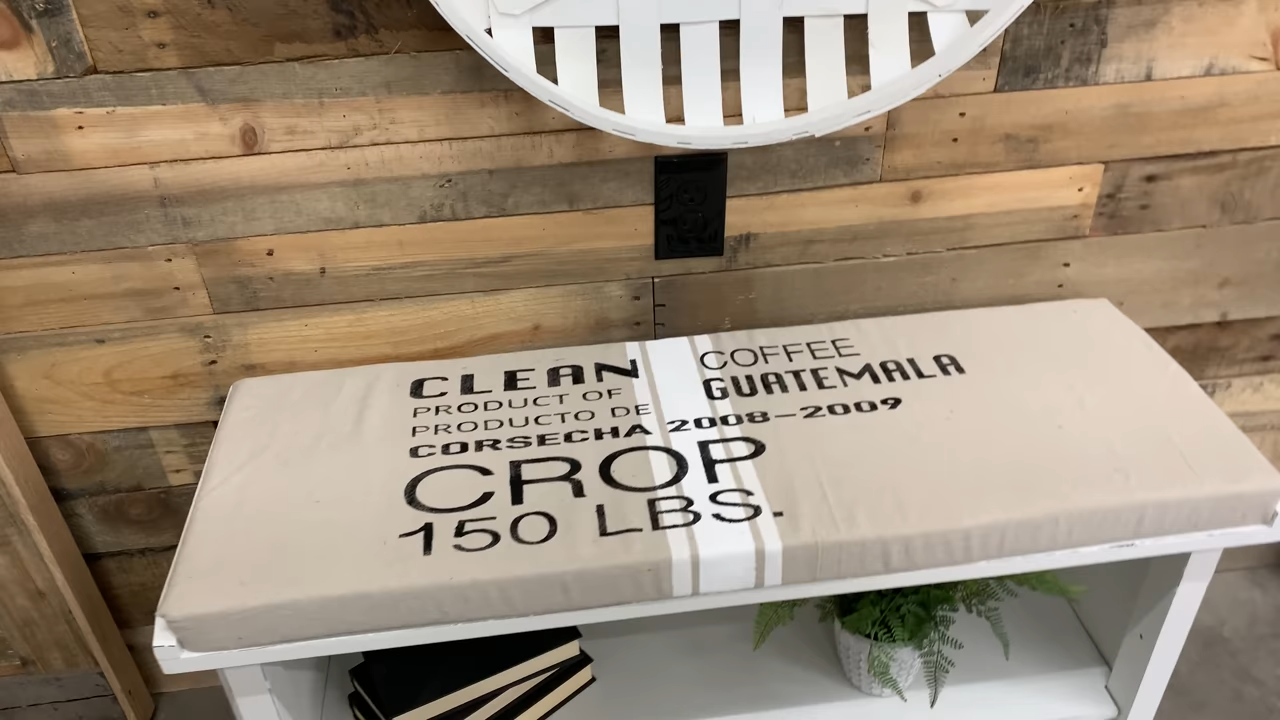 CLEAN COFFEE
PRODUCT OF GUATEMALA
PRODUCTO DE
CORSECHA 2008-2009
CROP
150 LBS.